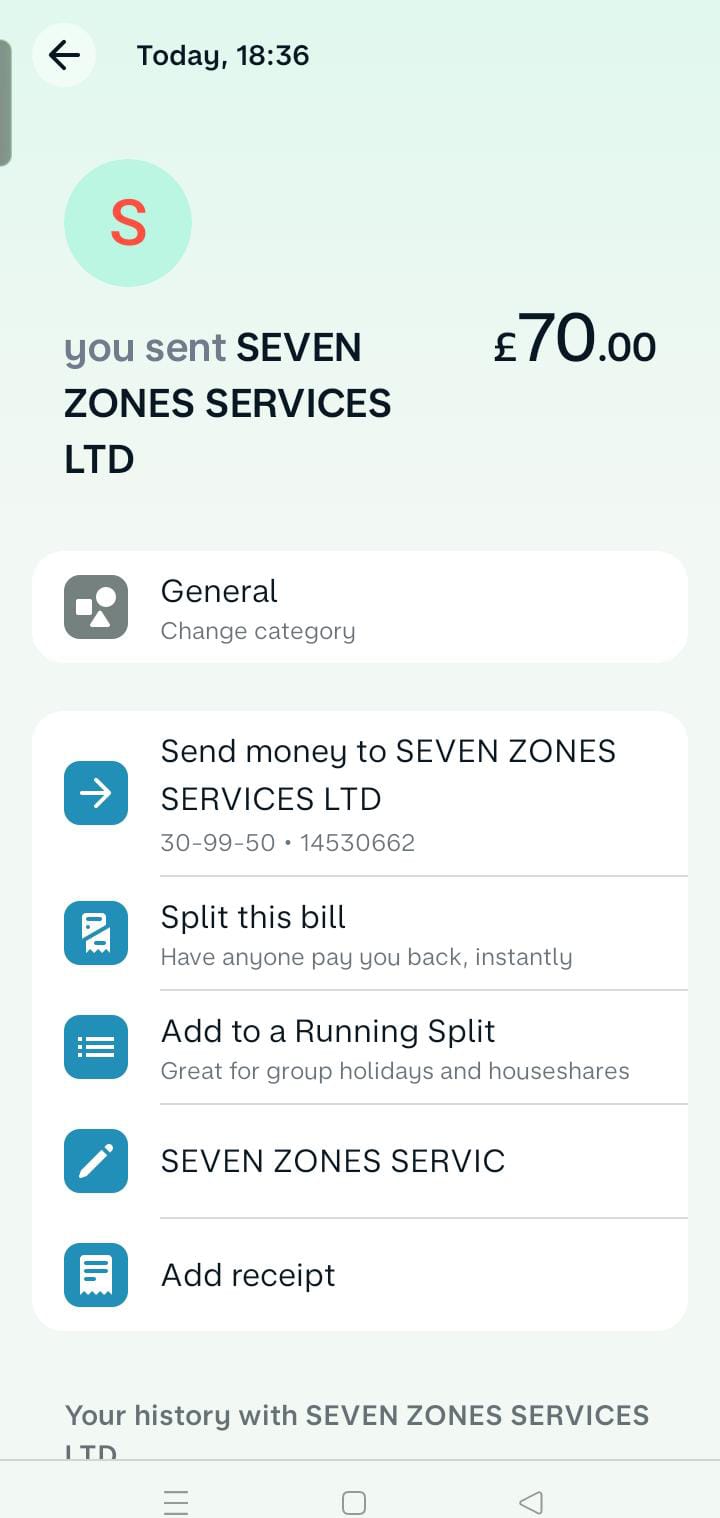 Today, 18:36
S
you sent SEVEN
ZONES SERVICES
LTD
£70.00
General
Change category
Send money to SEVEN ZONES
SERVICES LTD
30-99-50 • 14530662
Split this bill
Have anyone pay you back, instantly
Add to a Running Split
Great for group holidays and houseshares
SEVEN ZONES SERVIC
Add receipt
Your history with SEVEN ZONES SERVICES
LTD